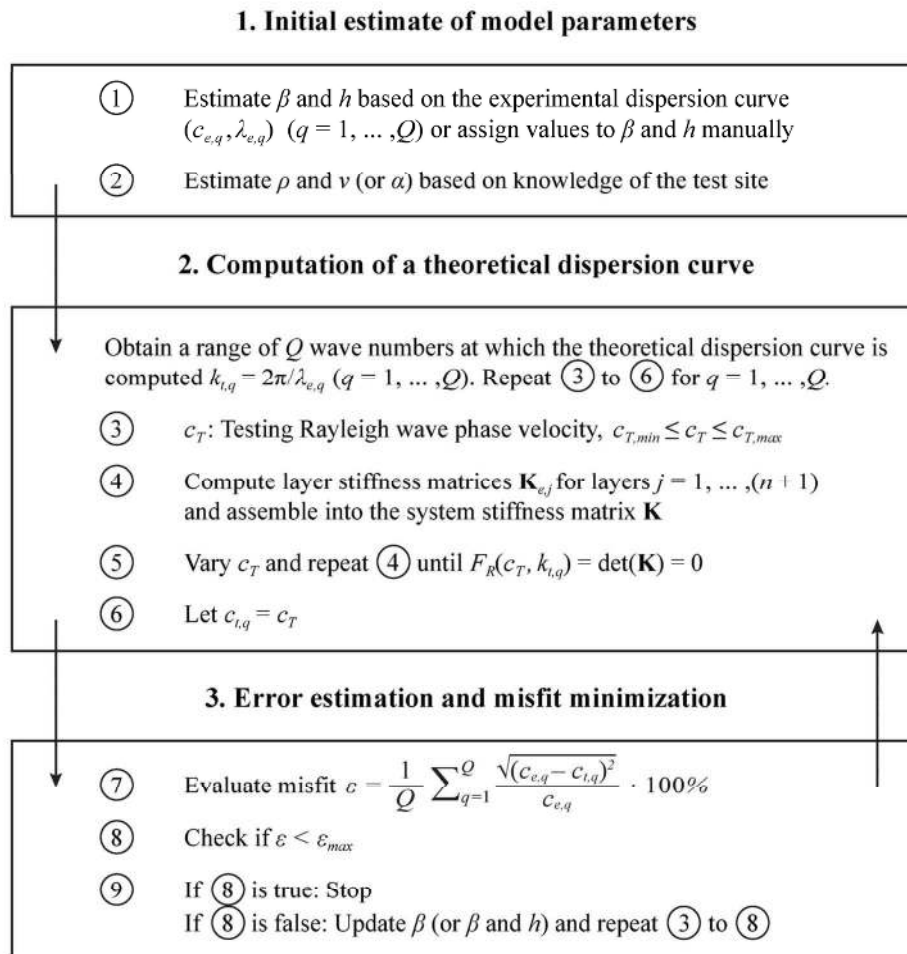 1. Initial estimate of model parameters
① Estimate β and h based on the experimental dispersion curve
(c_{e,q}, λ_{e,q}) (q = 1, ... ,Q) or assign values to β and h manually
② Estimate ρ and ν (or α) based on knowledge of the test site
2. Computation of a theoretical dispersion curve
Obtain a range of Q wave numbers at which the theoretical dispersion curve is
computed k_{t,q} = 2π/λ_{e,q} (q = 1, ... ,Q). Repeat ③ to ⑥ for q = 1, ... ,Q.
③ c_T: Testing Rayleigh wave phase velocity, c_{T,min} ≤ c_T ≤ c_{T,max}
④ Compute layer stiffness matrices K_{e,j} for layers j = 1, ... ,(n + 1)
and assemble into the system stiffness matrix K
⑤ Vary c_T and repeat ④ until F_R(c_T, k_{t,q}) = det(K) = 0
⑥ Let c_{t,q} = c_T
3. Error estimation and misfit minimization
⑦ Evaluate misfit ε = 1/Q ∑_{q=1}^{Q} √(c_{e,q} − c_{t,q})² / c_{e,q} · 100%
⑧ Check if ε < ε_{max}
⑨ If ⑧ is true: Stop
If ⑧ is false: Update β (or β and h) and repeat ③ to ⑧